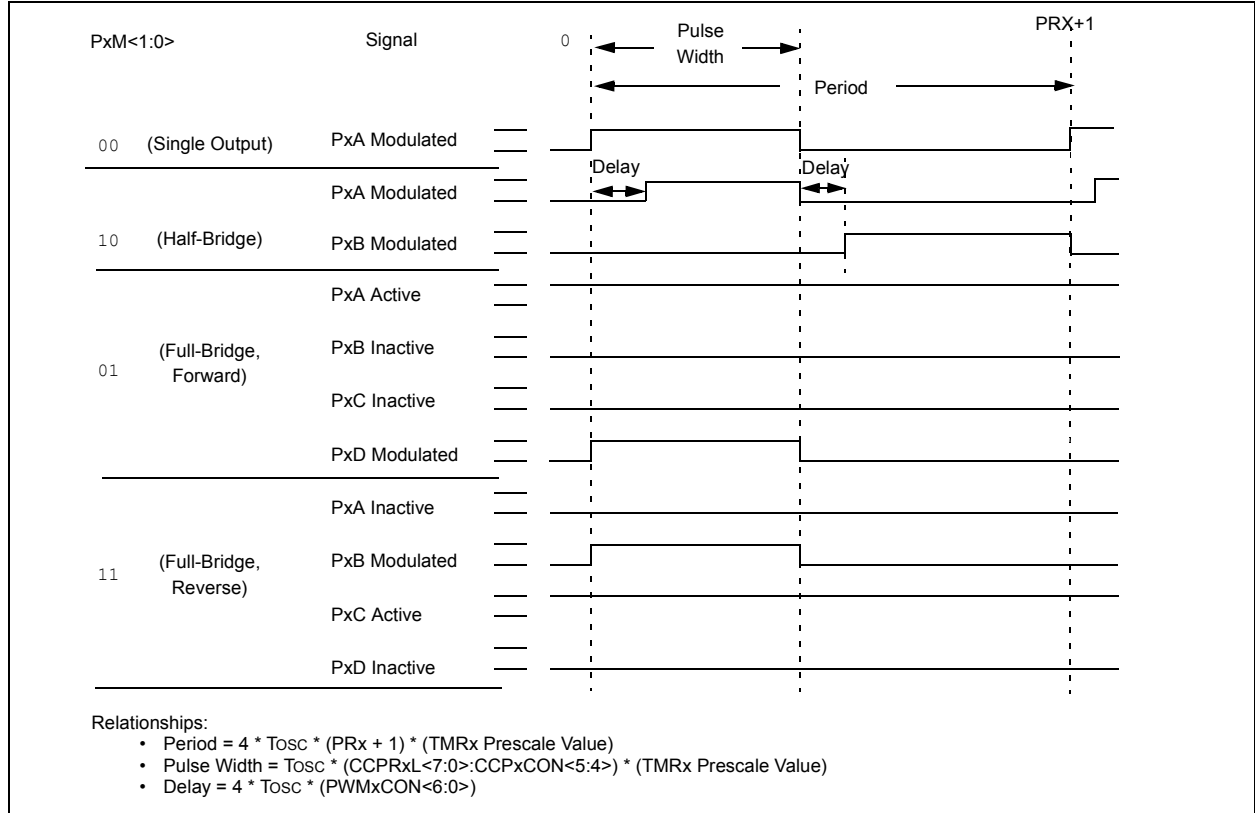 PRX+1
PxM<1:0> Signal 0 Pulse
Width
Period
00 (Single Output) PxA Modulated
Delay Delay
PxA Modulated
10 (Half-Bridge) PxB Modulated
PxA Active
(Full-Bridge, PxB Inactive
01 Forward)
PxC Inactive
PxD Modulated
PxA Inactive
(Full-Bridge, PxB Modulated
11 Reverse)
PxC Active
PxD Inactive
Relationships:
• Period = 4 * TOSC * (PRx + 1) * (TMRx Prescale Value)
• Pulse Width = TOSC * (CCPRxL<7:0>:CCPxCON<5:4>) * (TMRx Prescale Value)
• Delay = 4 * TOSC * (PWMxCON<6:0>)